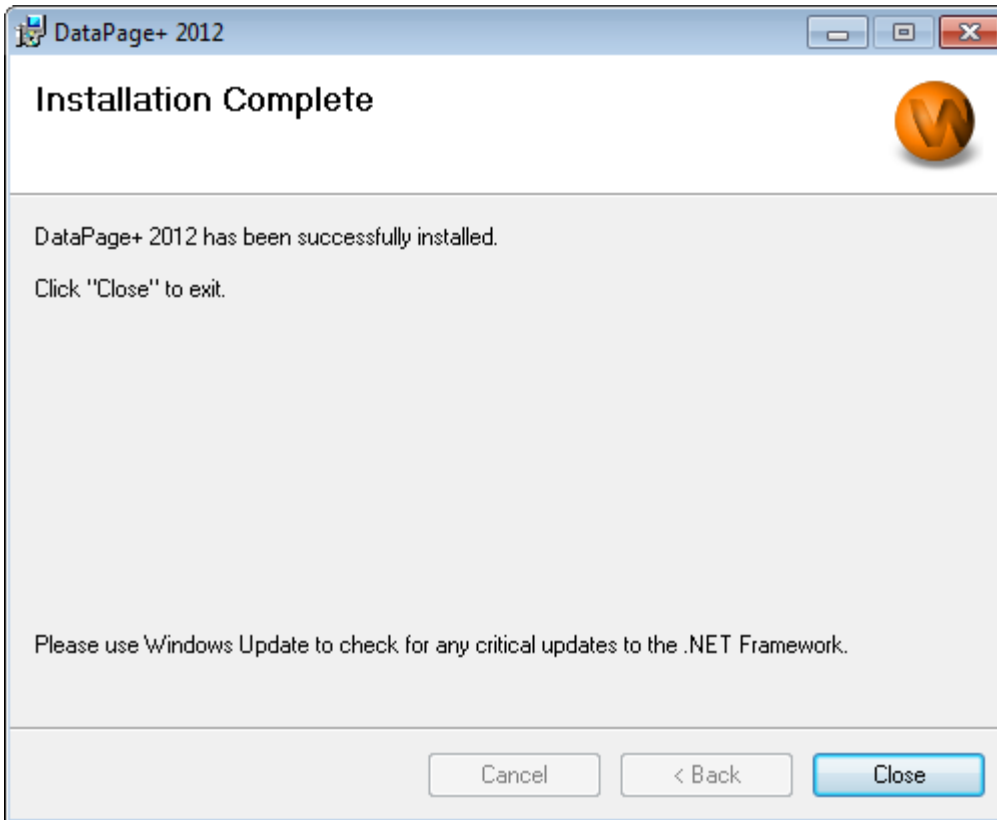 DataPage+ 2012
Installation Complete
W
DataPage+ 2012 has been successfully installed.
Click "Close" to exit.
Please use Windows Update to check for any critical updates to the .NET Framework.
Cancel
< Back
Close